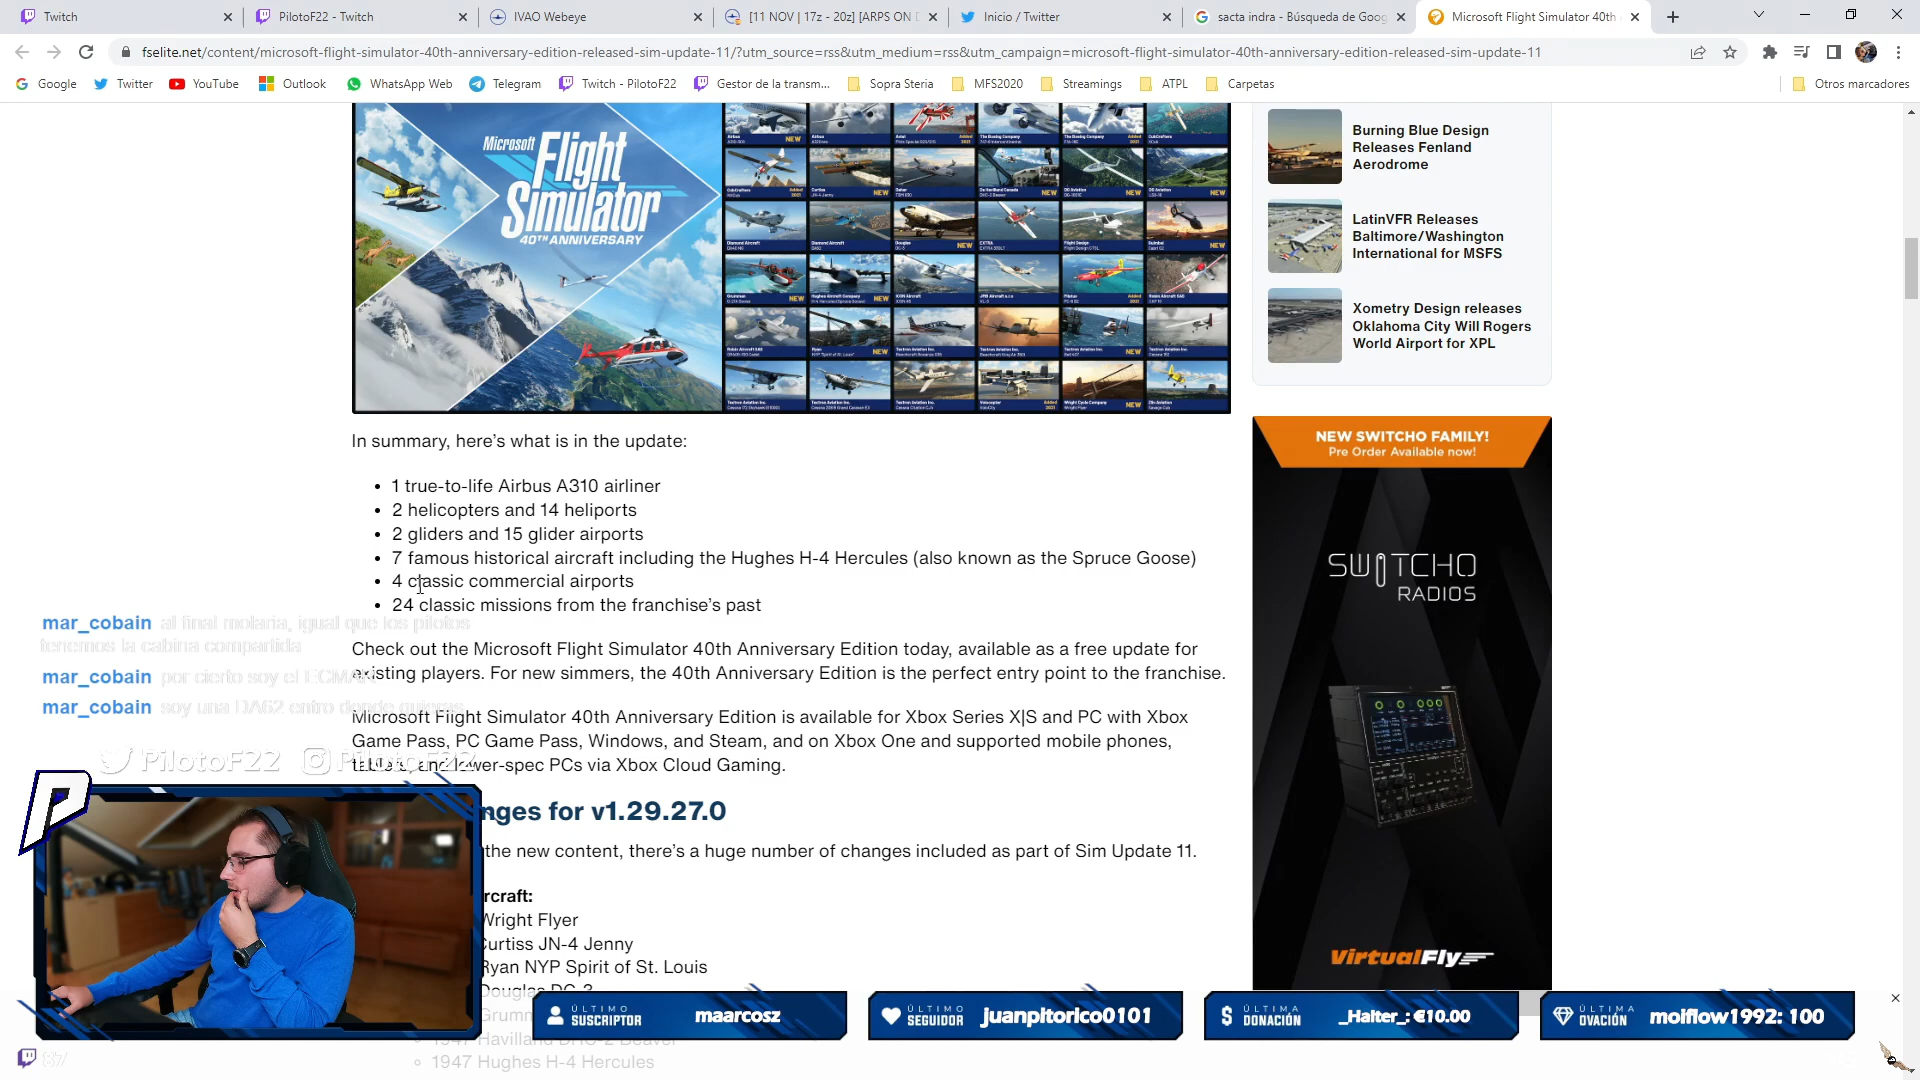 Twitch
PilotoF22 - Twitch
IVAO Webeye
[11 NOV | 17z - 20z] [ARPS ON D
Inicio / Twitter
sacta indra - Búsqueda de Goog
Microsoft Flight Simulator 40th
fselite.net/content/microsoft-flight-simulator-40th-anniversary-edition-released-sim-update-11/?utm_source=rss&utm_medium=rss&utm_campaign=microsoft-flight-simulator-40th-anniversary-edition-released-sim-update-11
Google
Twitter
YouTube
Outlook
WhatsApp Web
Telegram
Twitch - PilotoF22
Gestor de la transm...
Sopra Steria
MFS2020
Streamings
ATPL
Carpetas
Otros marcadores
Microsoft
Flight
Simulator
40TH ANNIVERSARY
Burning Blue Design
Releases Fenland
Aerodrome
LatinVFR Releases
Baltimore/Washington
International for MSFS
Xometry Design releases
Oklahoma City Will Rogers
World Airport for XPL
In summary, here's what is in the update:
• 1 true-to-life Airbus A310 airliner
• 2 helicopters and 14 heliports
• 2 gliders and 15 glider airports
• 7 famous historical aircraft including the Hughes H-4 Hercules (also known as the Spruce Goose)
• 4 classic commercial airports
• 24 classic missions from the franchise's past
Check out the Microsoft Flight Simulator 40th Anniversary Edition today, available as a free update for
existing players. For new simmers, the 40th Anniversary Edition is the perfect entry point to the franchise.
Microsoft Flight Simulator 40th Anniversary Edition is available for Xbox Series X|S and PC with Xbox
Game Pass, PC Game Pass, Windows, and Steam, and on Xbox One and supported mobile phones,
tablets, and lower-spec PCs via Xbox Cloud Gaming.
nges for v1.29.27.0
the new content, there's a huge number of changes included as part of Sim Update 11.
rcraft:
Wright Flyer
Curtiss JN-4 Jenny
Ryan NYP Spirit of St. Louis
Douglas DC-3
Grumm
1947 Havilland DHC-2 Beaver
1947 Hughes H-4 Hercules
NEW SWITCHO FAMILY!
Pre Order Available now!
SWITCHO
RADIOS
VirtualFly
mar_cobain al final molaria, igual que los pilotos
tenemos la cabina compartida
mar_cobain por cierto soy el ECMAN
mar_cobain soy una DA62 entro donde quieras
PilotoF22
PilotoF22
P
ÚLTIMO
SUSCRIPTOR
maarcosz
ÚLTIMO
SEGUIDOR
juanpitorico0101
ÚLTIMA
DONACIÓN
_Halter_: €10.00
ÚLTIMA
OVACIÓN
moiflow1992: 100
87